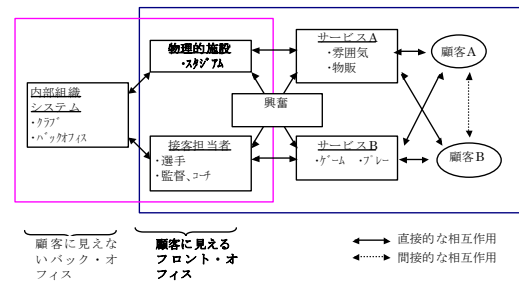 物理的施設
・スタジアム
サービスA
・雰囲気
・物販
顧客A
内部組織
システム
・クラブ
・バックオフィス
興奮
接客担当者
・選手
・監督、コーチ
サービスB
・ゲーム ・プレー
顧客B
顧客に見えな
いバック・オ
フィス
顧客に見える
フロント・オ
フィス
直接的な相互作用
間接的な相互作用